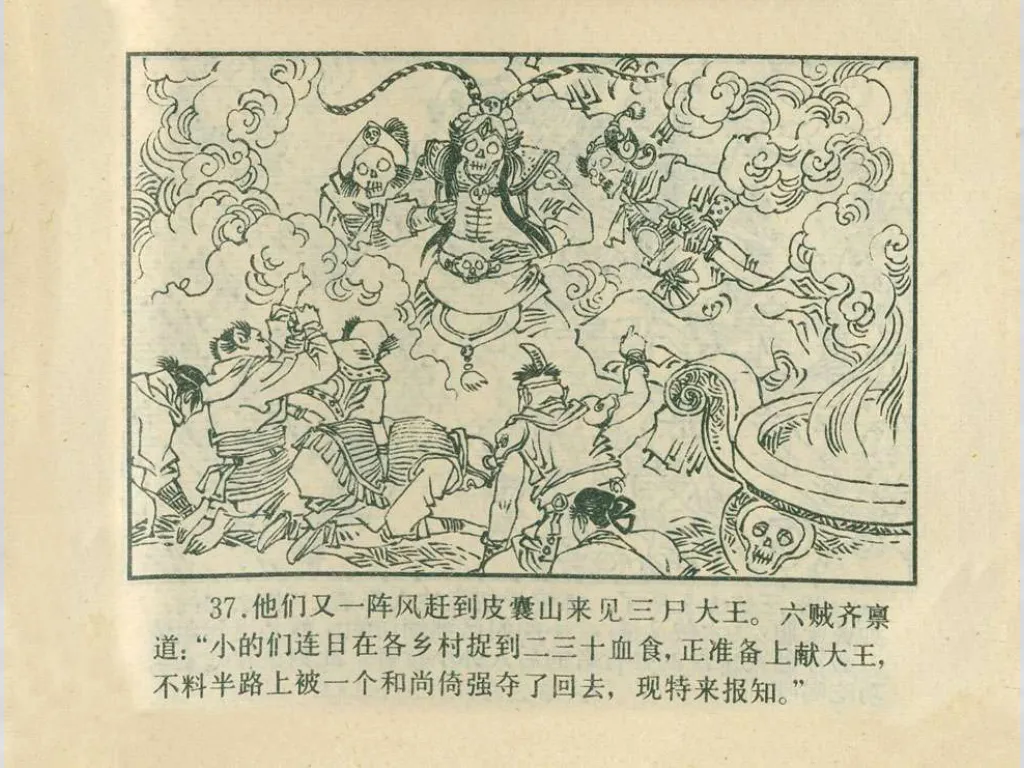 37.他们又一阵风赶到皮囊山来见三尸大王。六贼齐禀
道:“小的们连日在各乡村捉到二三十血食,正准备上献大王,
不料半路上被一个和尚倚强夺了回去,现特来报知。”